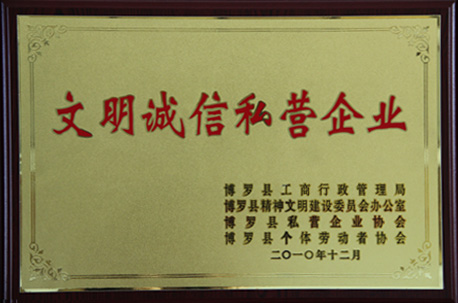 文明诚信私营企业
博罗县工商行政管理局
博罗县精神文明建设委员会办公室
博罗县私营企业协会
博罗县个体劳动者协会
二〇一〇年十二月